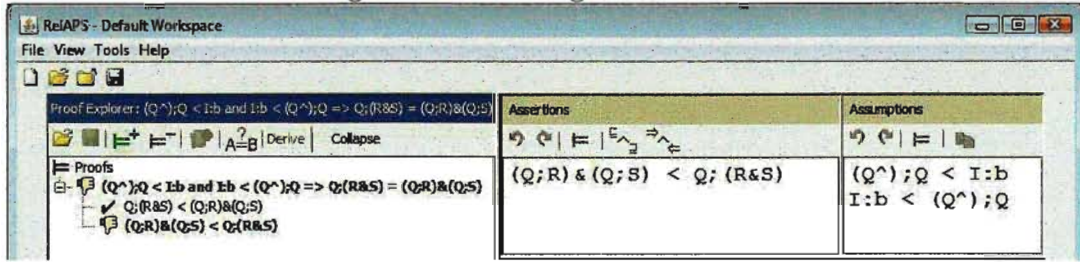 RelAPS - Default Workspace
File View Tools Help
Proof Explorer: (Q^);Q < I:b and I:b < (Q^);Q => Q;(R&S) = (Q;R)&(Q;S)
Assertions
Assumptions
A=B Derive Collapse
Proofs
(Q^);Q < I:b and I:b < (Q^);Q => Q;(R&S) = (Q;R)&(Q;S)
Q;(R&S) < (Q;R)&(Q;S)
(Q;R)&(Q;S) < Q;(R&S)
(Q;R)&(Q;S) < Q;(R&S)
(Q^);Q < I:b
I:b < (Q^);Q